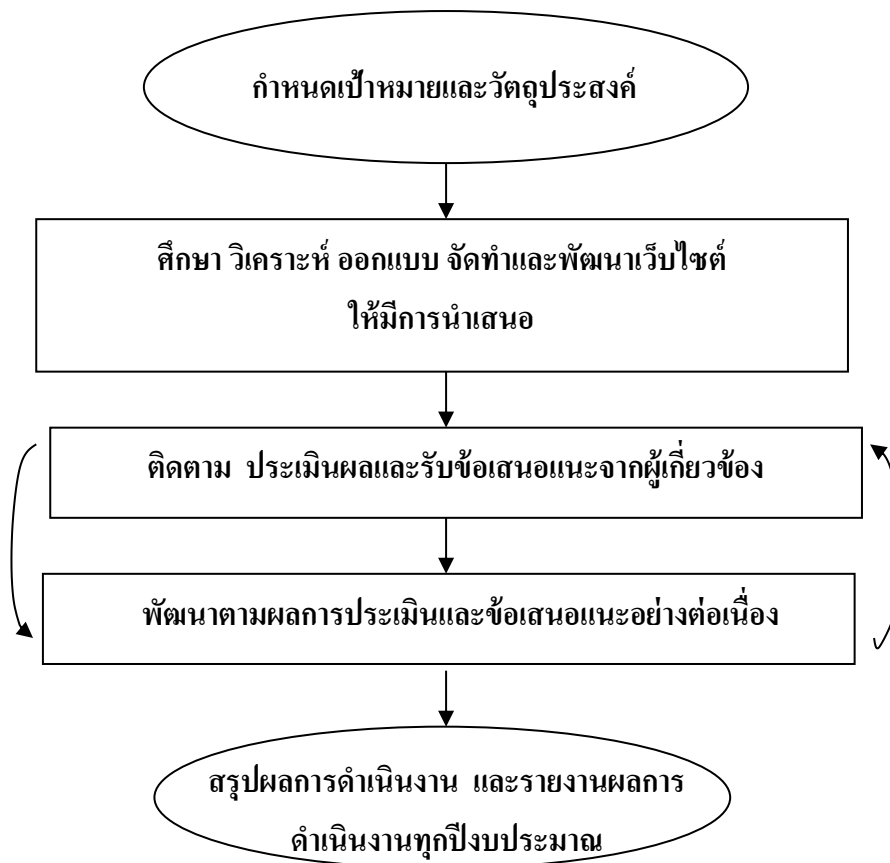 กำหนดเป้าหมายและวัตถุประสงค์
ศึกษา วิเคราะห์ ออกแบบ จัดทำและพัฒนาเว็บไซต์
ให้มีการนำเสนอ
ติดตาม ประเมินผลและรับข้อเสนอแนะจากผู้เกี่ยวข้อง
พัฒนาตามผลการประเมินและข้อเสนอแนะอย่างต่อเนื่อง
สรุปผลการดำเนินงาน และรายงานผลการ
ดำเนินงานทุกปีงบประมาณ